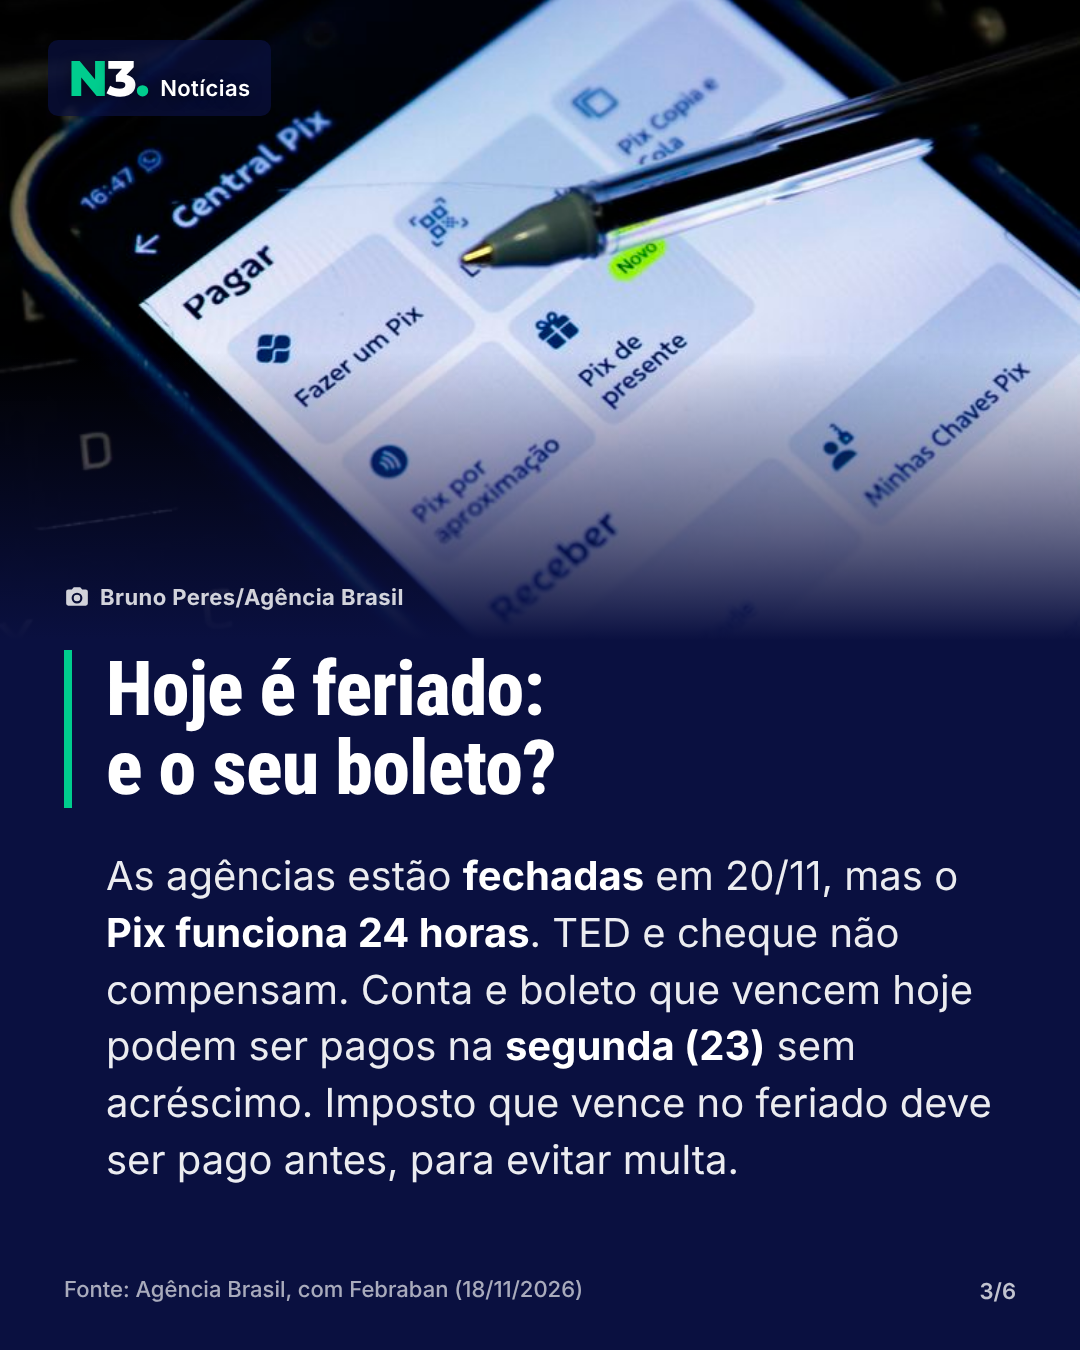 N3. Notícias
16:47
Central Pix
Pagar
Fazer um Pix
Pix Copia e
Cola
Novo
Pix de
presente
Pix por
aproximação
Minhas Chaves Pix
Receber
D
Bruno Peres/Agência Brasil
Hoje é feriado:
e o seu boleto?
As agências estão fechadas em 20/11, mas o
Pix funciona 24 horas. TED e cheque não
compensam. Conta e boleto que vencem hoje
podem ser pagos na segunda (23) sem
acréscimo. Imposto que vence no feriado deve
ser pago antes, para evitar multa.
Fonte: Agência Brasil, com Febraban (18/11/2026)
3/6